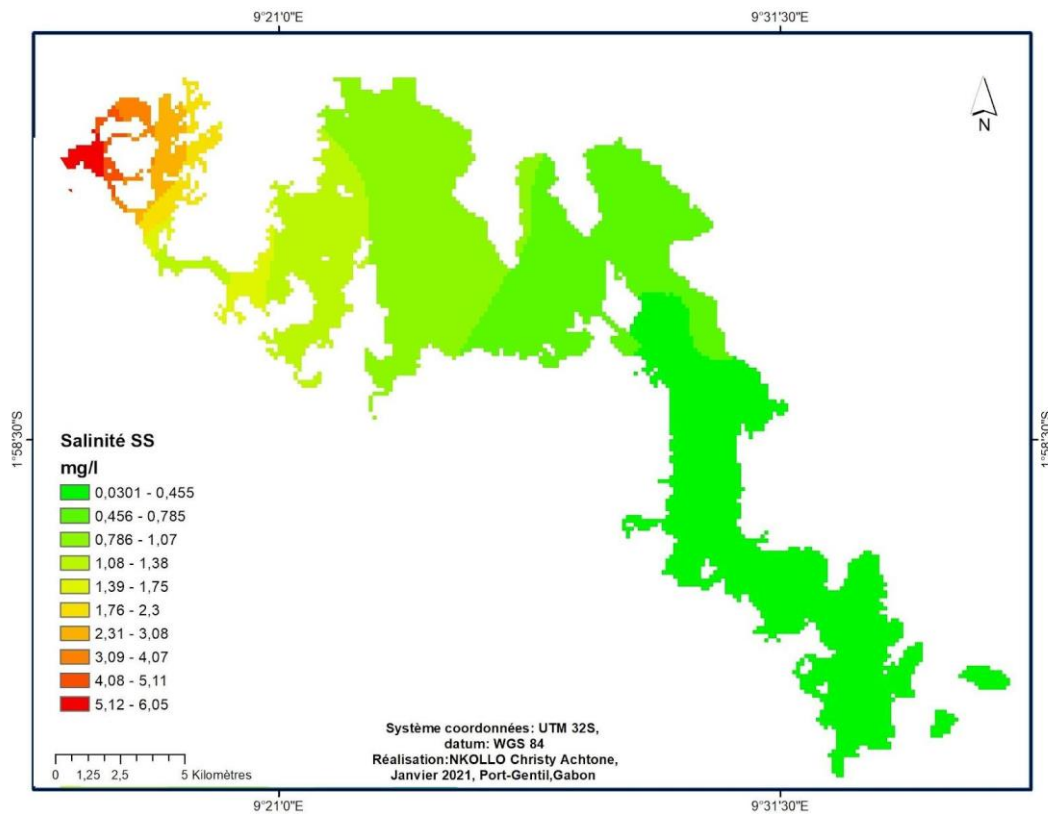 9°21'0"E
9°31'30"E
N
1°58'30"S
1°58'30"S
Salinité SS
mg/l
0,0301 - 0,455
0,456 - 0,785
0,786 - 1,07
1,08 - 1,38
1,39 - 1,75
1,76 - 2,3
2,31 - 3,08
3,09 - 4,07
4,08 - 5,11
5,12 - 6,05
Système coordonnées: UTM 32S,
datum: WGS 84
Réalisation:NKOLLO Christy Achtone,
Janvier 2021, Port-Gentil,Gabon
0 1,25 2,5 5 Kilomètres
9°21'0"E
9°31'30"E